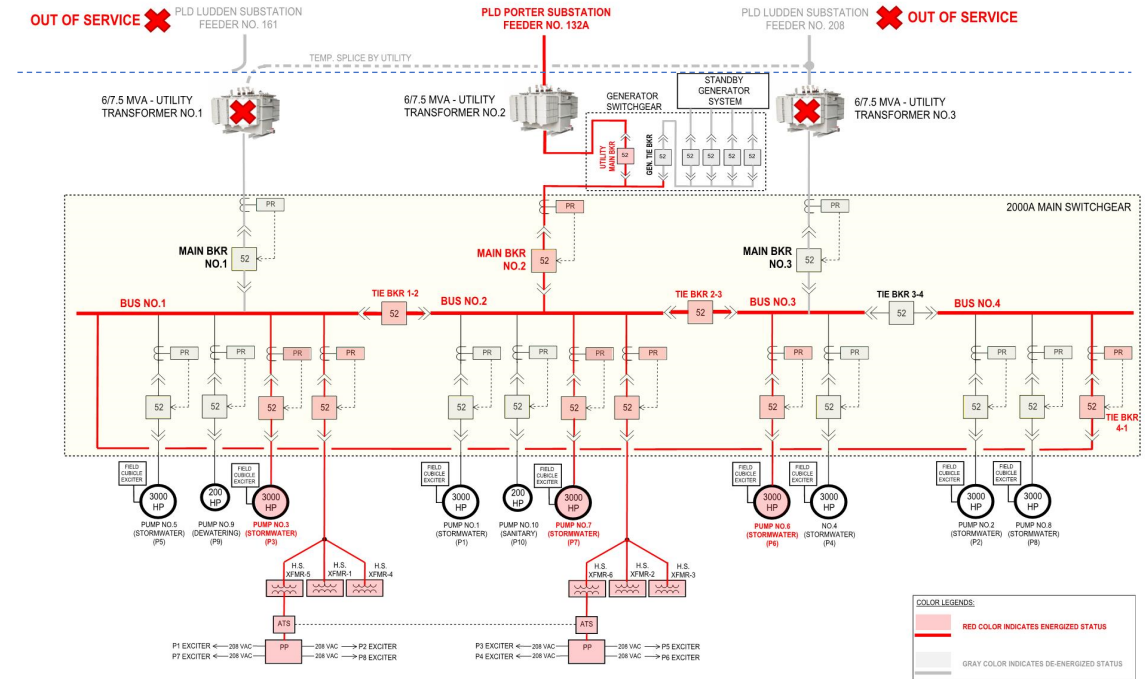 OUT OF SERVICE
PLD LUDDEN SUBSTATION
FEEDER NO. 161
PLD PORTER SUBSTATION
FEEDER NO. 132A
PLD LUDDEN SUBSTATION
FEEDER NO. 208
OUT OF SERVICE
TEMP. SPLICE BY UTILITY
6/7.5 MVA - UTILITY
TRANSFORMER NO.1
6/7.5 MVA - UTILITY
TRANSFORMER NO.2
GENERATOR
SWITCHGEAR
STANDBY
GENERATOR
SYSTEM
6/7.5 MVA - UTILITY
TRANSFORMER NO.3
UTILITY
MAIN BKR
52
GEN. TIE BKR
52
52
52
52
52
2000A MAIN SWITCHGEAR
PR
PR
PR
MAIN BKR
NO.1
52
MAIN BKR
NO.2
52
MAIN BKR
NO.3
52
BUS NO.1
TIE BKR 1-2
52
BUS NO.2
TIE BKR 2-3
52
BUS NO.3
TIE BKR 3-4
52
BUS NO.4
PR
PR
PR
PR
PR
PR
PR
PR
PR
PR
PR
PR
PR
52
52
52
52
52
52
52
52
52
52
52
52
52
TIE BKR
4-1
FIELD
CUBICLE
EXCITER
3000
HP
PUMP NO.5
(STORMWATER)
(P5)
200
HP
PUMP NO.9
(DEWATERING)
(P9)
FIELD
CUBICLE
EXCITER
3000
HP
PUMP NO.3
(STORMWATER)
(P3)
FIELD
CUBICLE
EXCITER
3000
HP
PUMP NO.1
(STORMWATER)
(P1)
200
HP
PUMP NO.10
(SANITARY)
(P10)
FIELD
CUBICLE
EXCITER
3000
HP
PUMP NO.7
(STORMWATER)
(P7)
FIELD
CUBICLE
EXCITER
3000
HP
PUMP NO.6
(STORMWATER)
(P6)
FIELD
CUBICLE
EXCITER
3000
HP
NO.4
(STORMWATER)
(P4)
FIELD
CUBICLE
EXCITER
3000
HP
PUMP NO.2
(STORMWATER)
(P2)
FIELD
CUBICLE
EXCITER
3000
HP
PUMP NO.8
(STORMWATER)
(P8)
H.S.
XFMR-5
H.S.
XFMR-1
H.S.
XFMR-4
H.S.
XFMR-6
H.S.
XFMR-2
H.S.
XFMR-3
ATS
ATS
PP
PP
P1 EXCITER 208 VAC 208 VAC P2 EXCITER
P7 EXCITER 208 VAC 208 VAC P8 EXCITER
P3 EXCITER 208 VAC 208 VAC P5 EXCITER
P4 EXCITER 208 VAC 208 VAC P6 EXCITER
COLOR LEGENDS:
RED COLOR INDICATES ENERGIZED STATUS
GRAY COLOR INDICATES DE-ENERGIZED STATUS